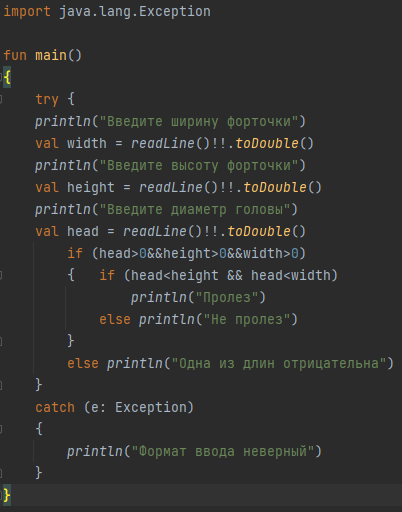 import java.lang.Exception
fun main()
{
try {
println("Введите ширину форточки")
val width = readLine()!!.toDouble()
println("Введите высоту форточки")
val height = readLine()!!.toDouble()
println("Введите диаметр головы")
val head = readLine()!!.toDouble()
if (head>0&&height>0&&width>0)
{ if (head<height && head<width)
println("Пролез")
else println("Не пролез")
}
else println("Одна из длин отрицательна")
}
catch (e: Exception)
{
println("Формат ввода неверный")
}
}